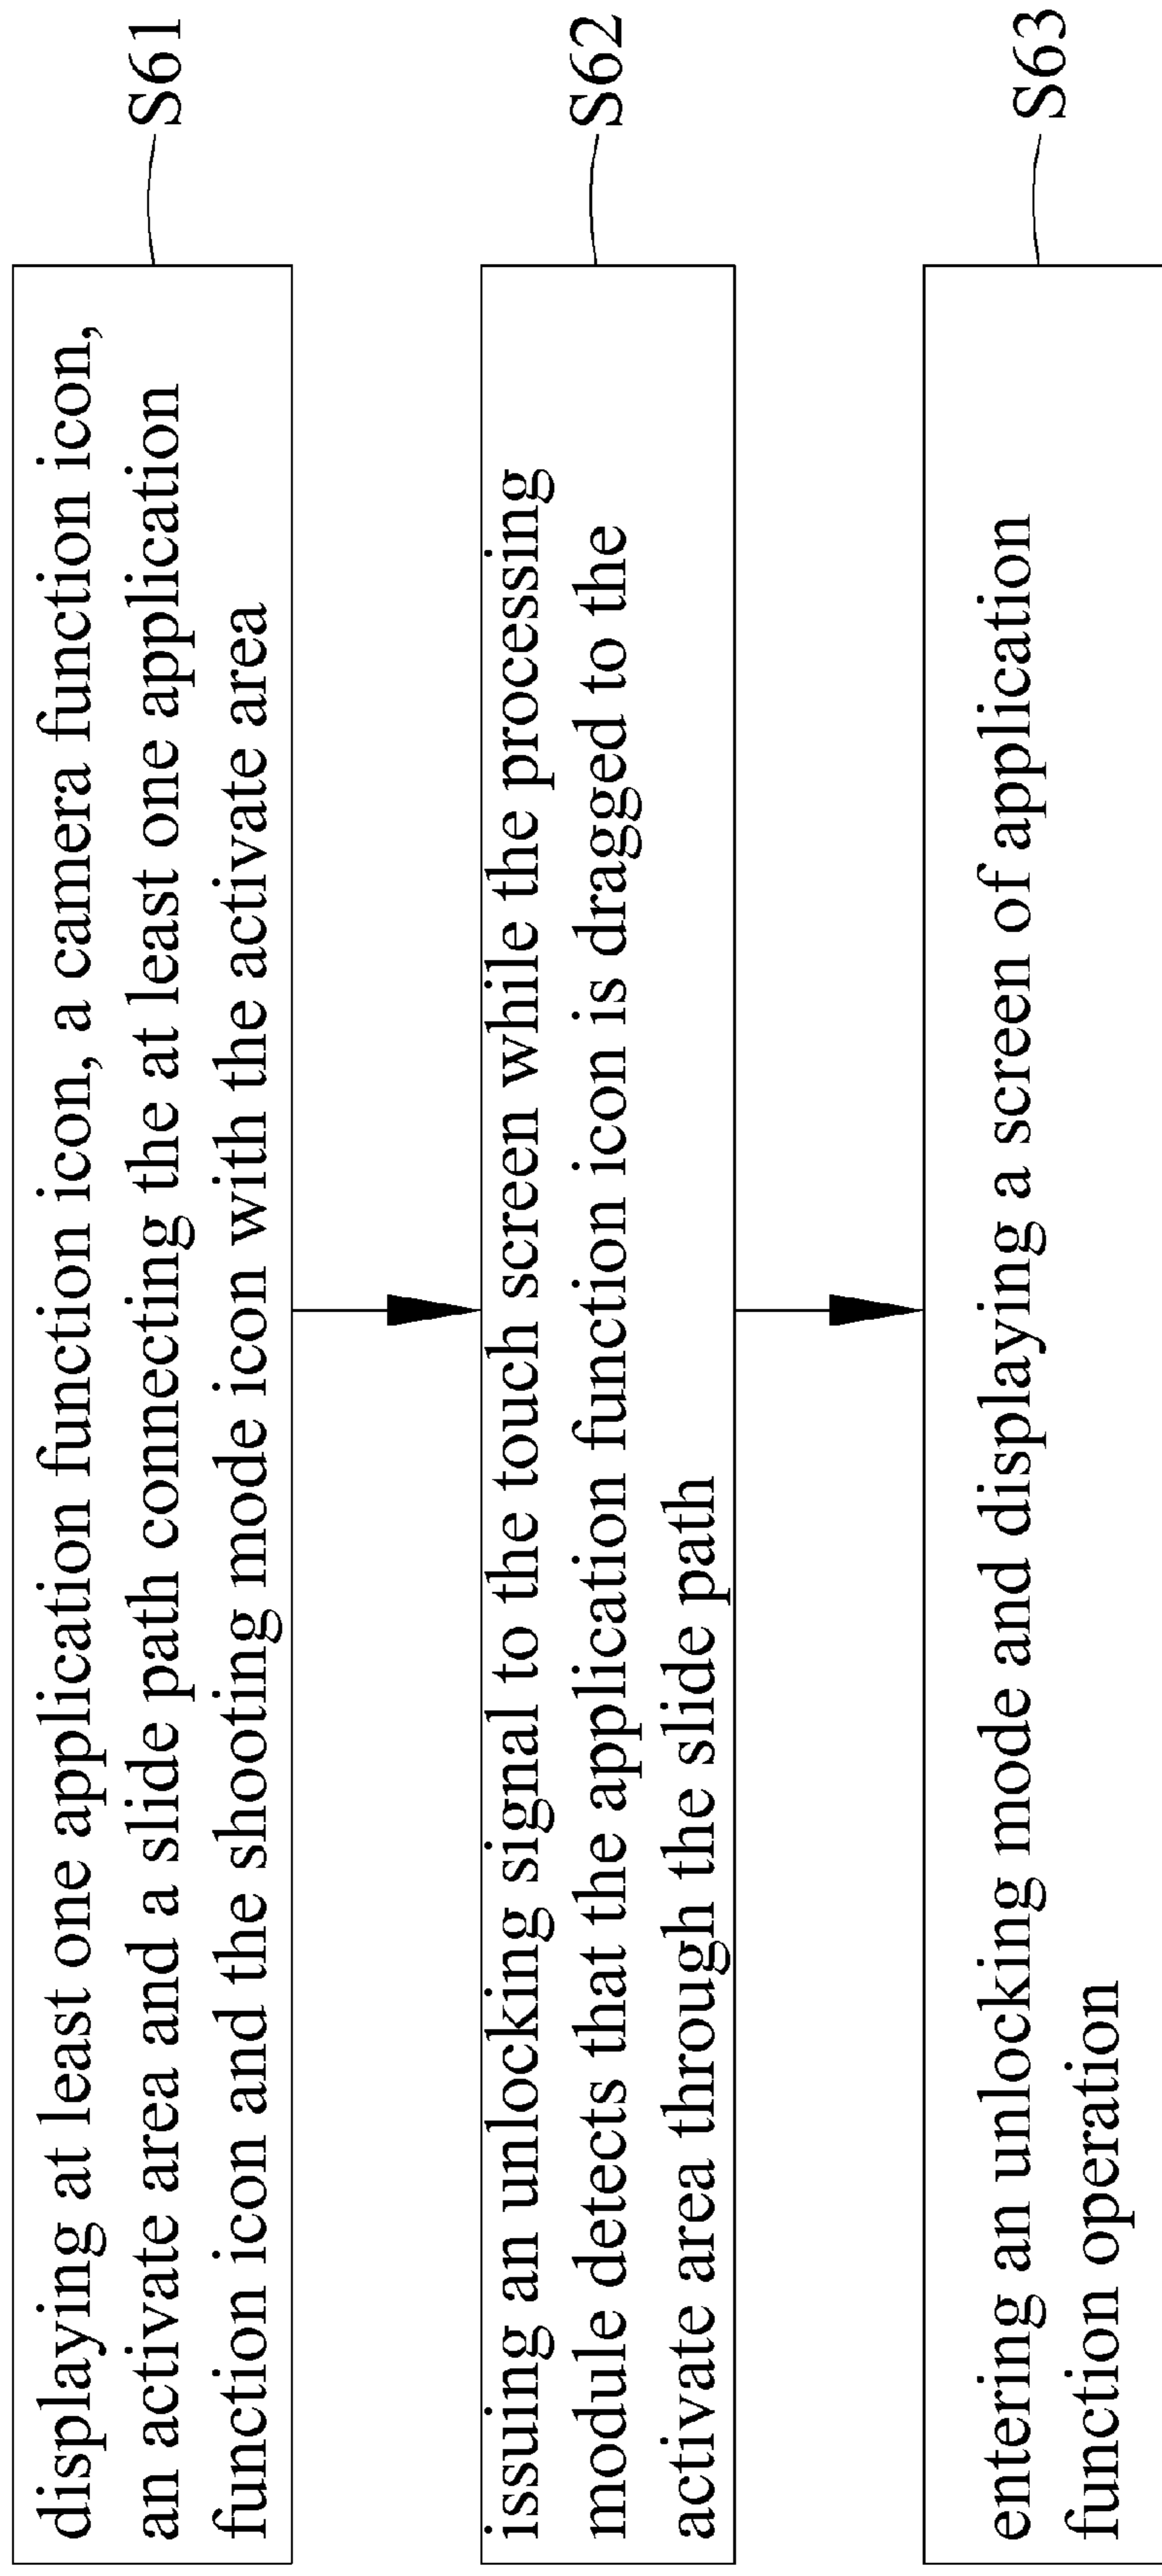 displaying at least one application function icon, a camera function icon,
an activate area and a slide path connecting the at least one application
function icon and the shooting mode icon with the activate area
S61
issuing an unlocking signal to the touch screen while the processing
module detects that the application function icon is dragged to the
activate area through the slide path
S62
entering an unlocking mode and displaying a screen of application
function operation
S63